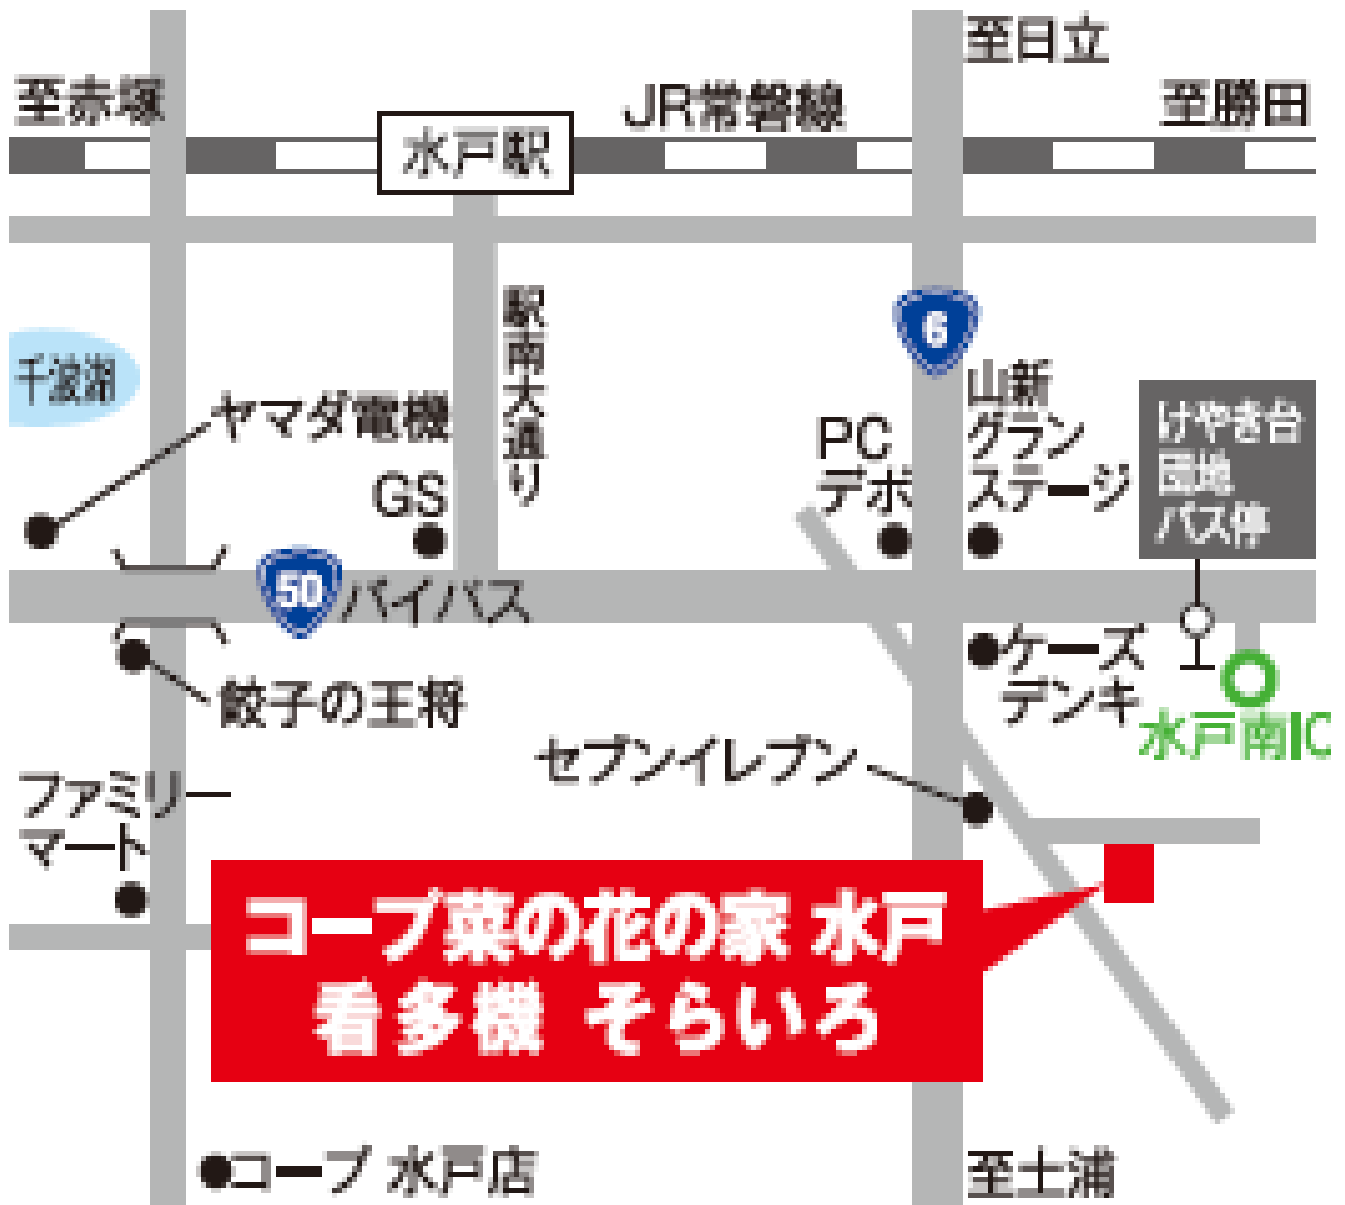 至日立
至赤塚
JR常磐線
至勝田
水戸駅
駅南大通り
6
千波湖
ヤマダ電機
GS
PC
デポ
山新
グラン
ステージ
けやき台
団地
バス停
50
バイパス
ケーズ
デンキ
水戸南IC
餃子の王将
セブンイレブン
ファミリ
マート
コープ菜の花の家 水戸
看多機 そらいろ
コープ 水戸店
至土浦